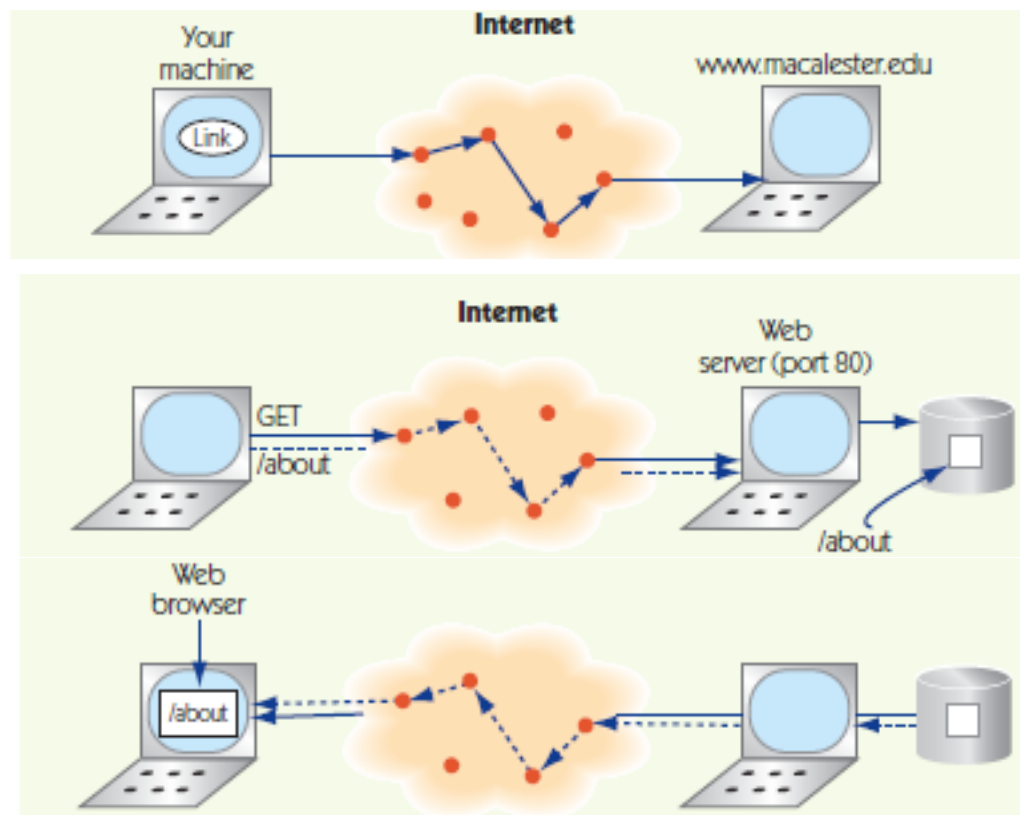 Internet
Your
machine
www.macalester.edu
Link
Internet
Web
server (port 80)
GET
/about
/about
Web
browser
/about